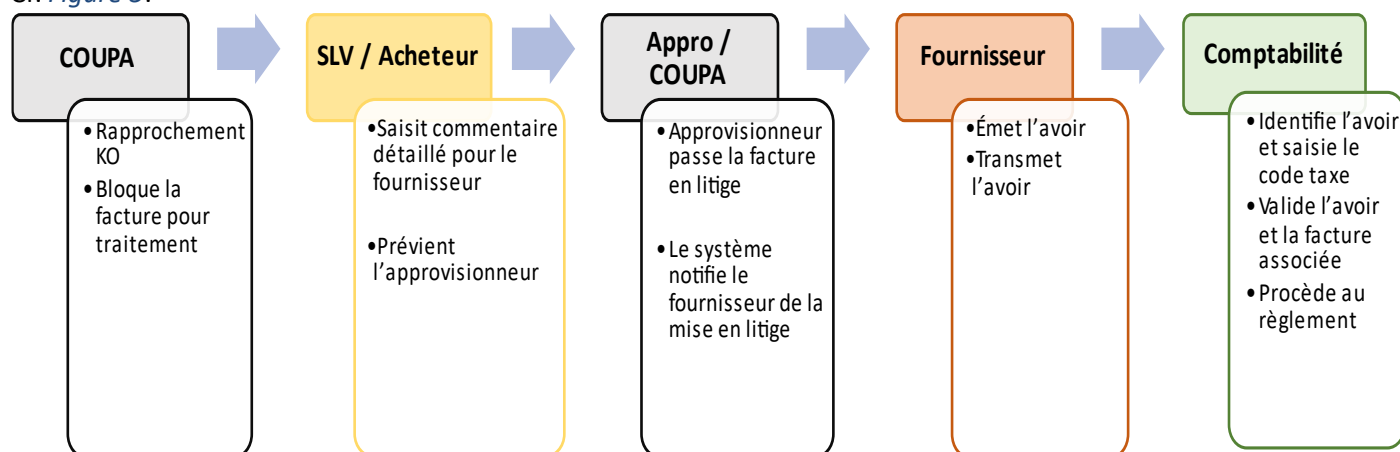 COUPA
• Rapprochement
KO
• Bloque la
facture pour
traitement
SLV / Acheteur
•Saisit commentaire
détaillé pour le
fournisseur
•Prévient
l’approvisionneur
Appro /
COUPA
• Approvisionneur
passe la facture
en litige
• Le système
notifie le
fournisseur de la
mise en litige
Fournisseur
•Émet l’avoir
•Transmet
l’avoir
Comptabilité
• Identifie l’avoir
et saisie le
code taxe
• Valide l’avoir
et la facture
associée
• Procède au
règlement